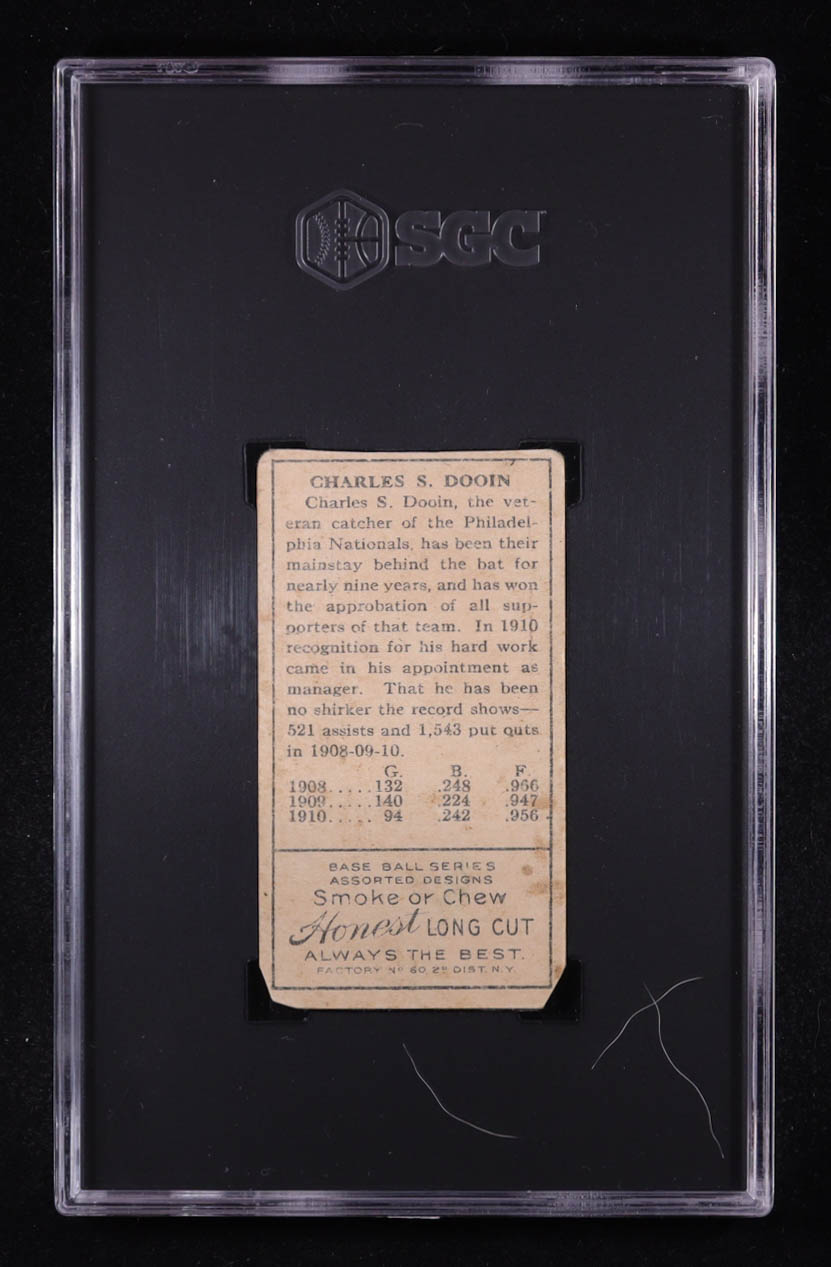 SGC
CHARLES S. DOOIN
Charles S. Dooin, the vet-
eran catcher of the Philadel-
phia Nationals, has been their
mainstay behind the bat for
nearly nine years, and has won
the approbation of all sup-
porters of that team. In 1910
recognition for his hard work
came in his appointment as
manager. That he has been
no shirker the record shows—
521 assists and 1,543 put outs
in 1908-09-10.
G. B. F.
1908.....132 .248 .966
1909.....140 .224 .947
1910..... 94 .242 .956
BASE BALL SERIES
ASSORTED DESIGNS
Smoke or Chew
Honest LONG CUT
ALWAYS THE BEST.
FACTORY Nº 60, 2ᴰ DIST. N.Y.